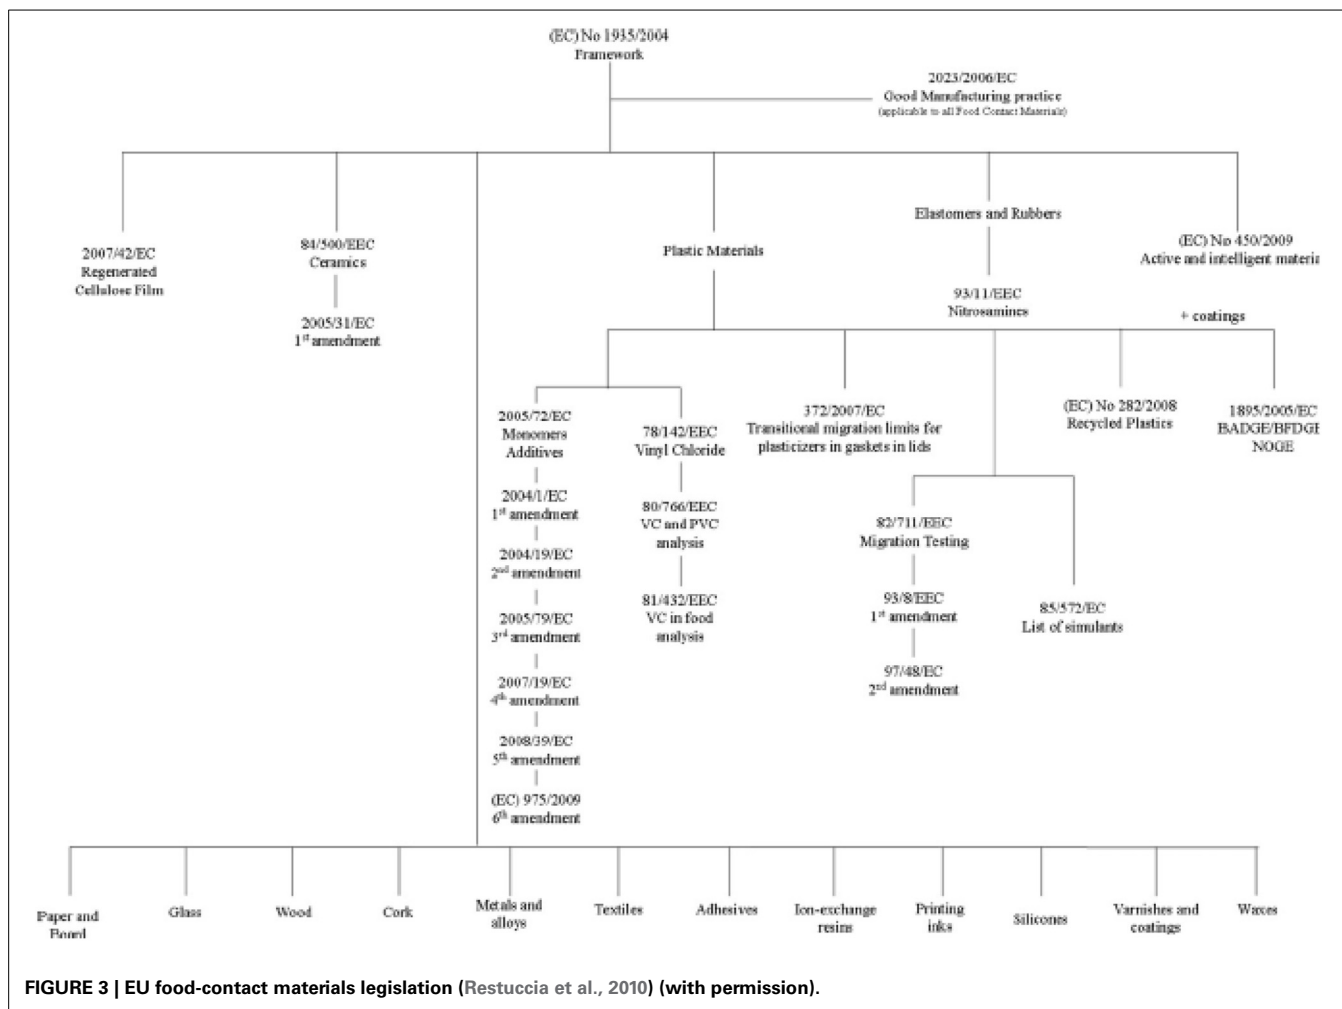 (EC) No 1935/2004
Framework
2023/2006/EC
Good Manufacturing practice
(applicable to all Food Contact Materials)
2007/42/EC
Regenerated
Cellulose Film
84/500/EEC
Ceramics
2005/31/EC
1st amendment
Plastic Materials
Elastomers and Rubbers
93/11/EEC
Nitrosamines
(EC) No 450/2009
Active and intelligent materia
+ coatings
2005/72/EC
Monomers
Additives
2004/1/EC
1st amendment
2004/19/EC
2nd amendment
2005/79/EC
3rd amendment
2007/19/EC
4th amendment
2008/39/EC
5th amendment
(EC) 975/2009
6th amendment
78/142/EEC
Vinyl Chloride
80/766/EEC
VC and PVC
analysis
81/432/EEC
VC in food
analysis
372/2007/EC
Transitional migration limits for
plasticizers in gaskets in lids
82/711/EEC
Migration Testing
93/8/EEC
1st amendment
97/48/EC
2nd amendment
85/572/EC
List of simulants
(EC) No 282/2008
Recycled Plastics
1895/2005/EC
BADGE/BFDGE
NOGE
Paper and
Board
Glass
Wood
Cork
Metals and
alloys
Textiles
Adhesives
Ion-exchange
resins
Printing
inks
Silicones
Varnishes and
coatings
Waxes
FIGURE 3 | EU food-contact materials legislation (Restuccia et al., 2010) (with permission).